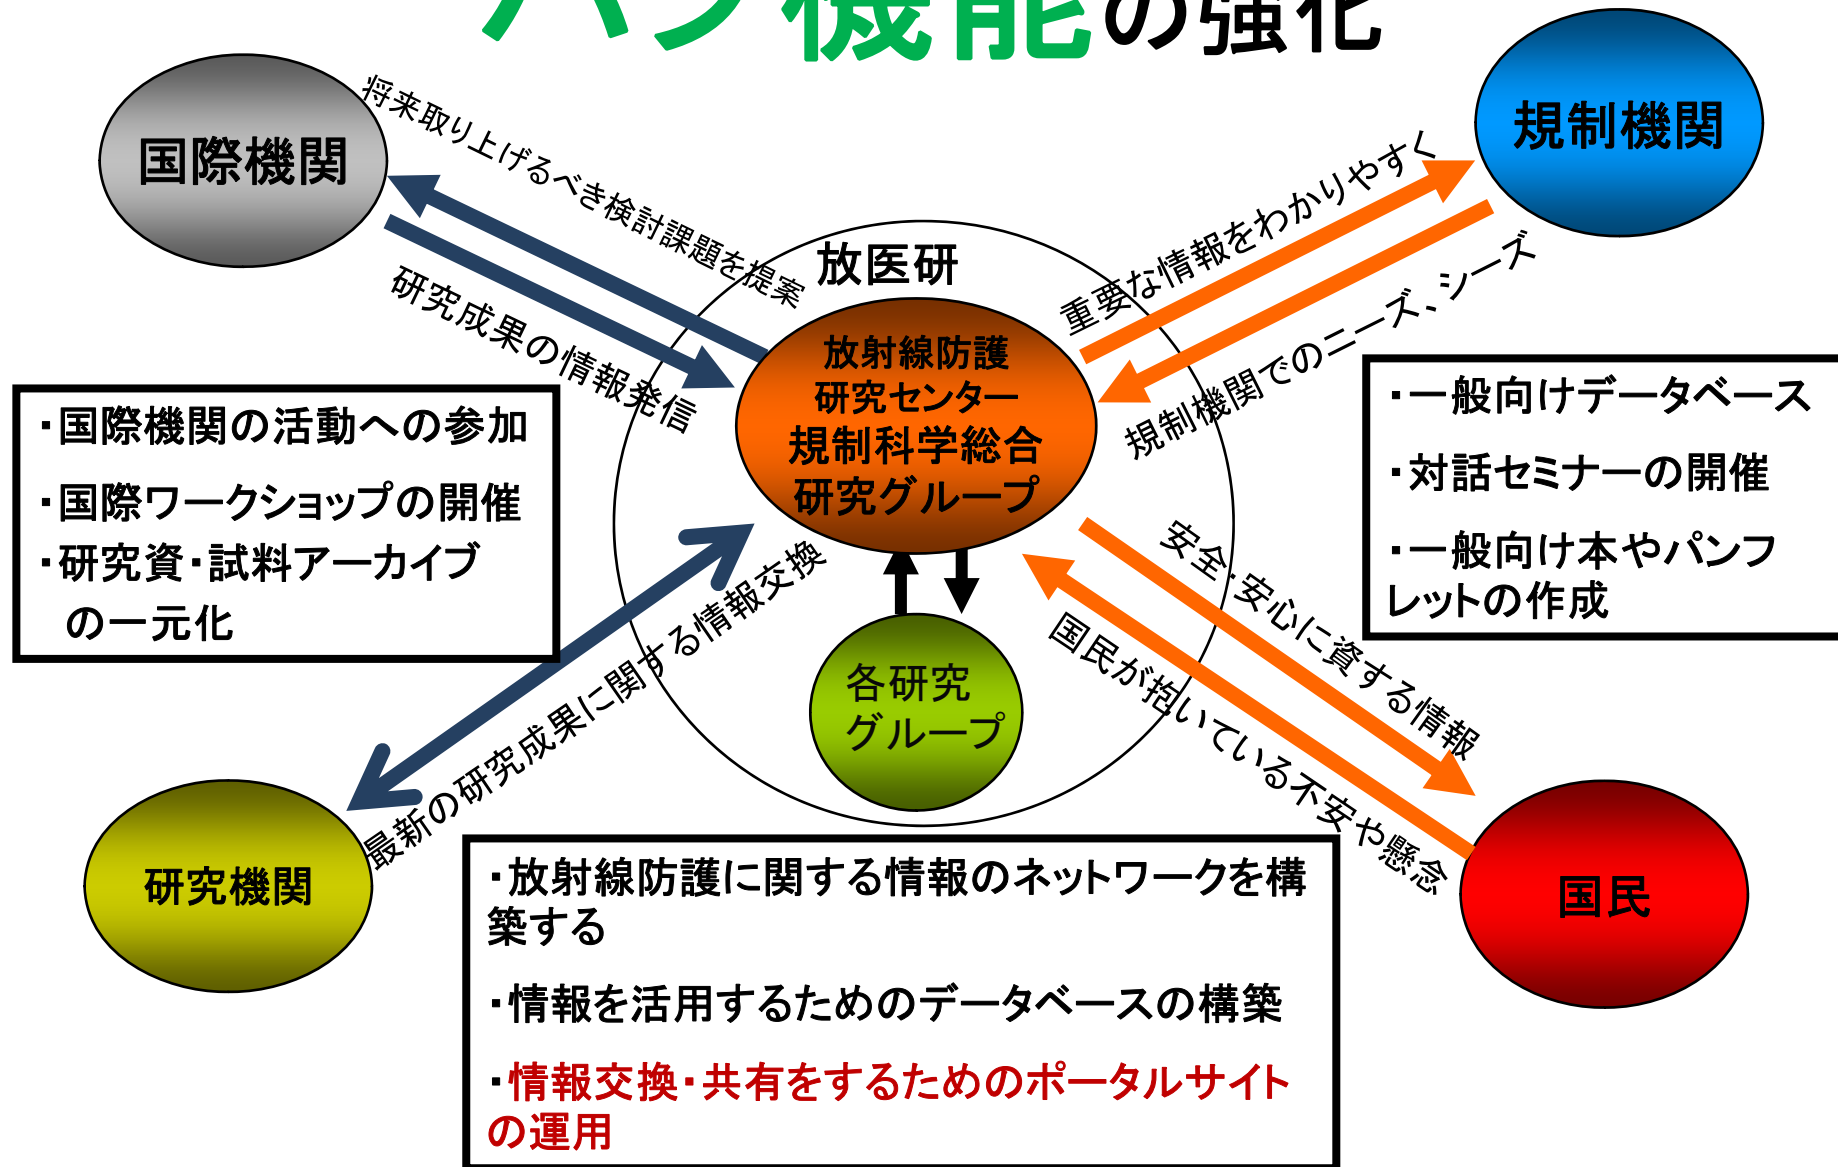 ハブ機能の強化
国際機関
規制機関
将来取り上げるべき検討課題を提案
研究成果の情報発信
重要な情報をわかりやすく
規制機関でのニーズ、シーズ
放医研
放射線防護
研究センター
規制科学総合
研究グループ
・国際機関の活動への参加
・国際ワークショップの開催
・研究資・試料アーカイブ
の一元化
・一般向けデータベース
・対話セミナーの開催
・一般向け本やパンフ
レットの作成
最新の研究成果に関する情報交換
安全・安心に資する情報
国民が抱いている不安や懸念
各研究
グループ
研究機関
国民
・放射線防護に関する情報のネットワークを構
築する
・情報を活用するためのデータベースの構築
・情報交換・共有をするためのポータルサイト
の運用